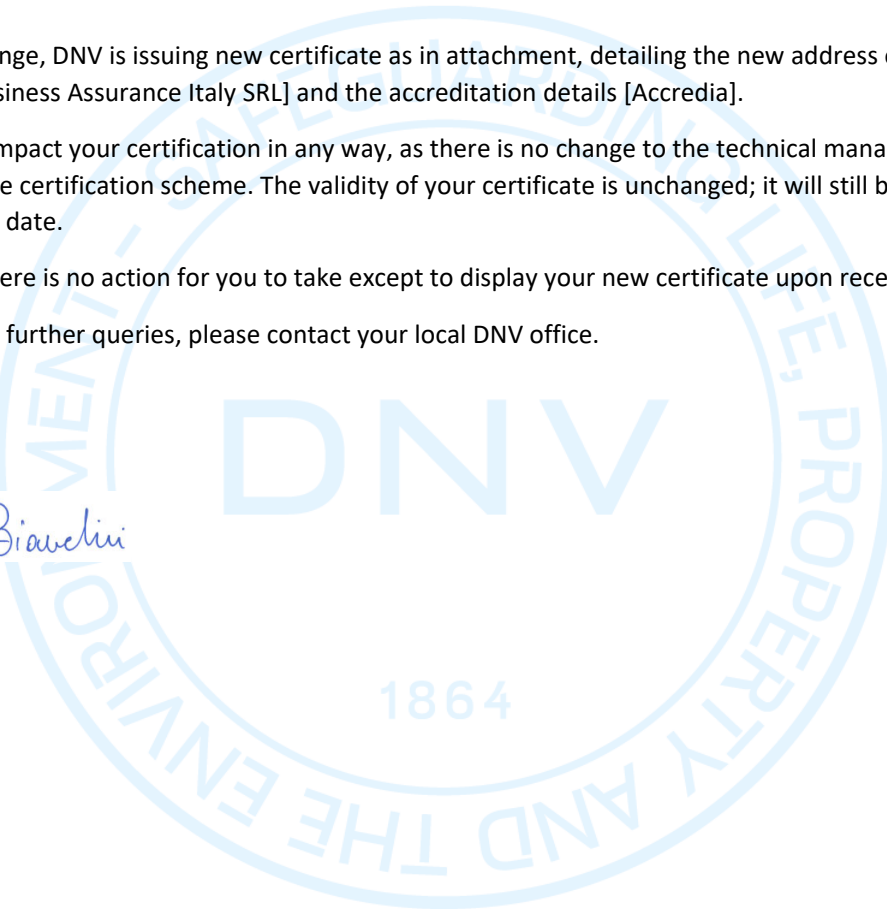 nge, DNV is issuing new certificate as in attachment, detailing the new address
siness Assurance Italy SRL] and the accreditation details [Accredia].
mpact your certification in any way, as there is no change to the technical mana
e certification scheme. The validity of your certificate is unchanged; it will still b
date.
ere is no action for you to take except to display your new certificate upon rece
further queries, please contact your local DNV office.
SAFEGUARDING LIFE, PROPERTY AND THE ENVIRONMENT
DNV
1864